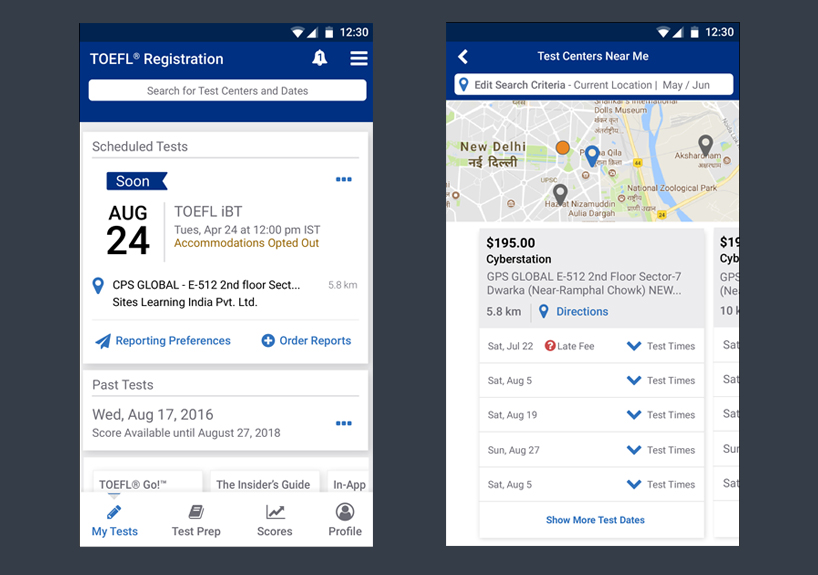 12:30
TOEFL® Registration
1
Search for Test Centers and Dates
Scheduled Tests
Soon
AUG
24
TOEFL iBT
Tues, Apr 24 at 12:00 pm IST
Accommodations Opted Out
CPS GLOBAL - E-512 2nd floor Sect...
5.8 km
Sites Learning India Pvt. Ltd.
Reporting Preferences
Order Reports
Past Tests
Wed, Aug 17, 2016
Score Available until August 27, 2018
TOEFL® Go!™
The Insider's Guide
In-App
My Tests
Test Prep
Scores
Profile
12:30
Test Centers Near Me
Edit Search Criteria - Current Location | May / Jun
Shankar's International
Dolls Museum
New Delhi
नई दिल्ली
Qila
UPSC
44
Akshardham
National Zoological Park
Hazrat Nizamuddin
Aulia Dargah
24
$195.00
Cyberstation
GPS GLOBAL E-512 2nd Floor Sector-7
Dwarka (Near-Ramphal Chowk) NEW...
5.8 km
Directions
Sat, Jul 22
? Late Fee
Test Times
Sat, Aug 5
Test Times
Sat, Aug 19
Test Times
Sun, Aug 27
Test Times
Sat, Aug 5
Test Times
Show More Test Dates
$19
Cyb
GPS
(Ne
10 k
Sat
Sat
Sat
Sun
Sat